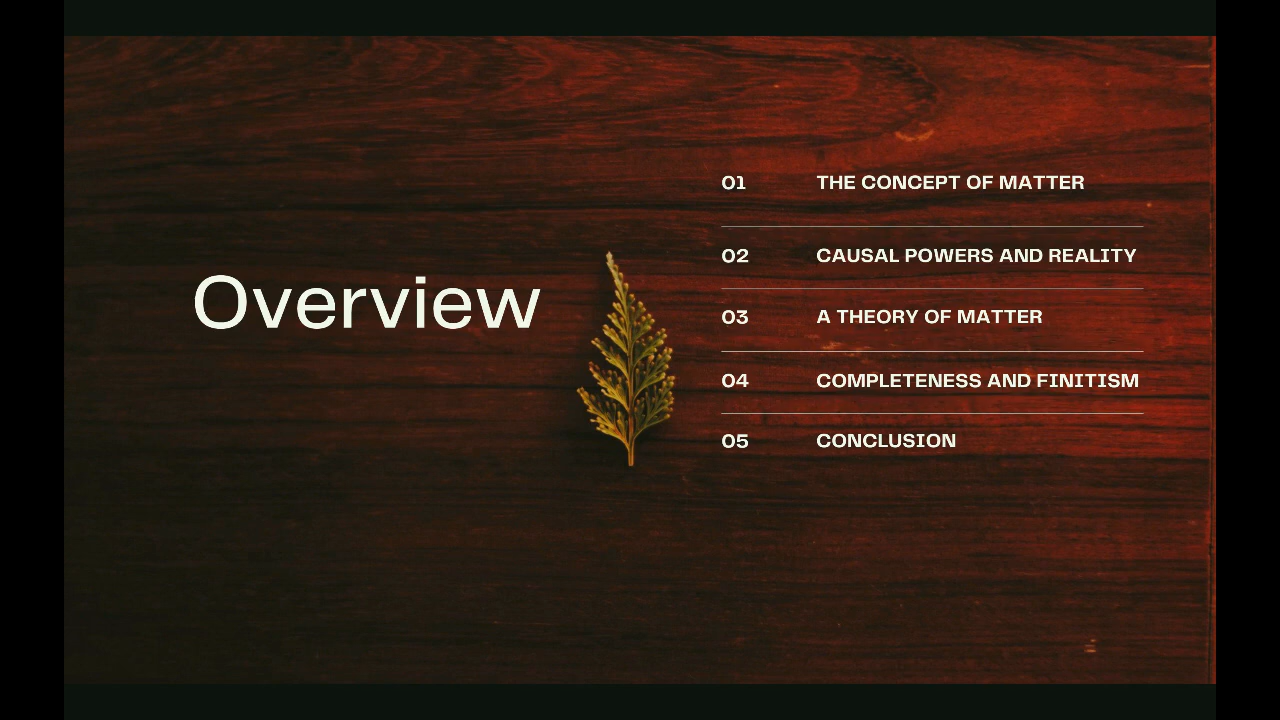 Overview
01 THE CONCEPT OF MATTER
02 CAUSAL POWERS AND REALITY
03 A THEORY OF MATTER
04 COMPLETENESS AND FINITISM
05 CONCLUSION